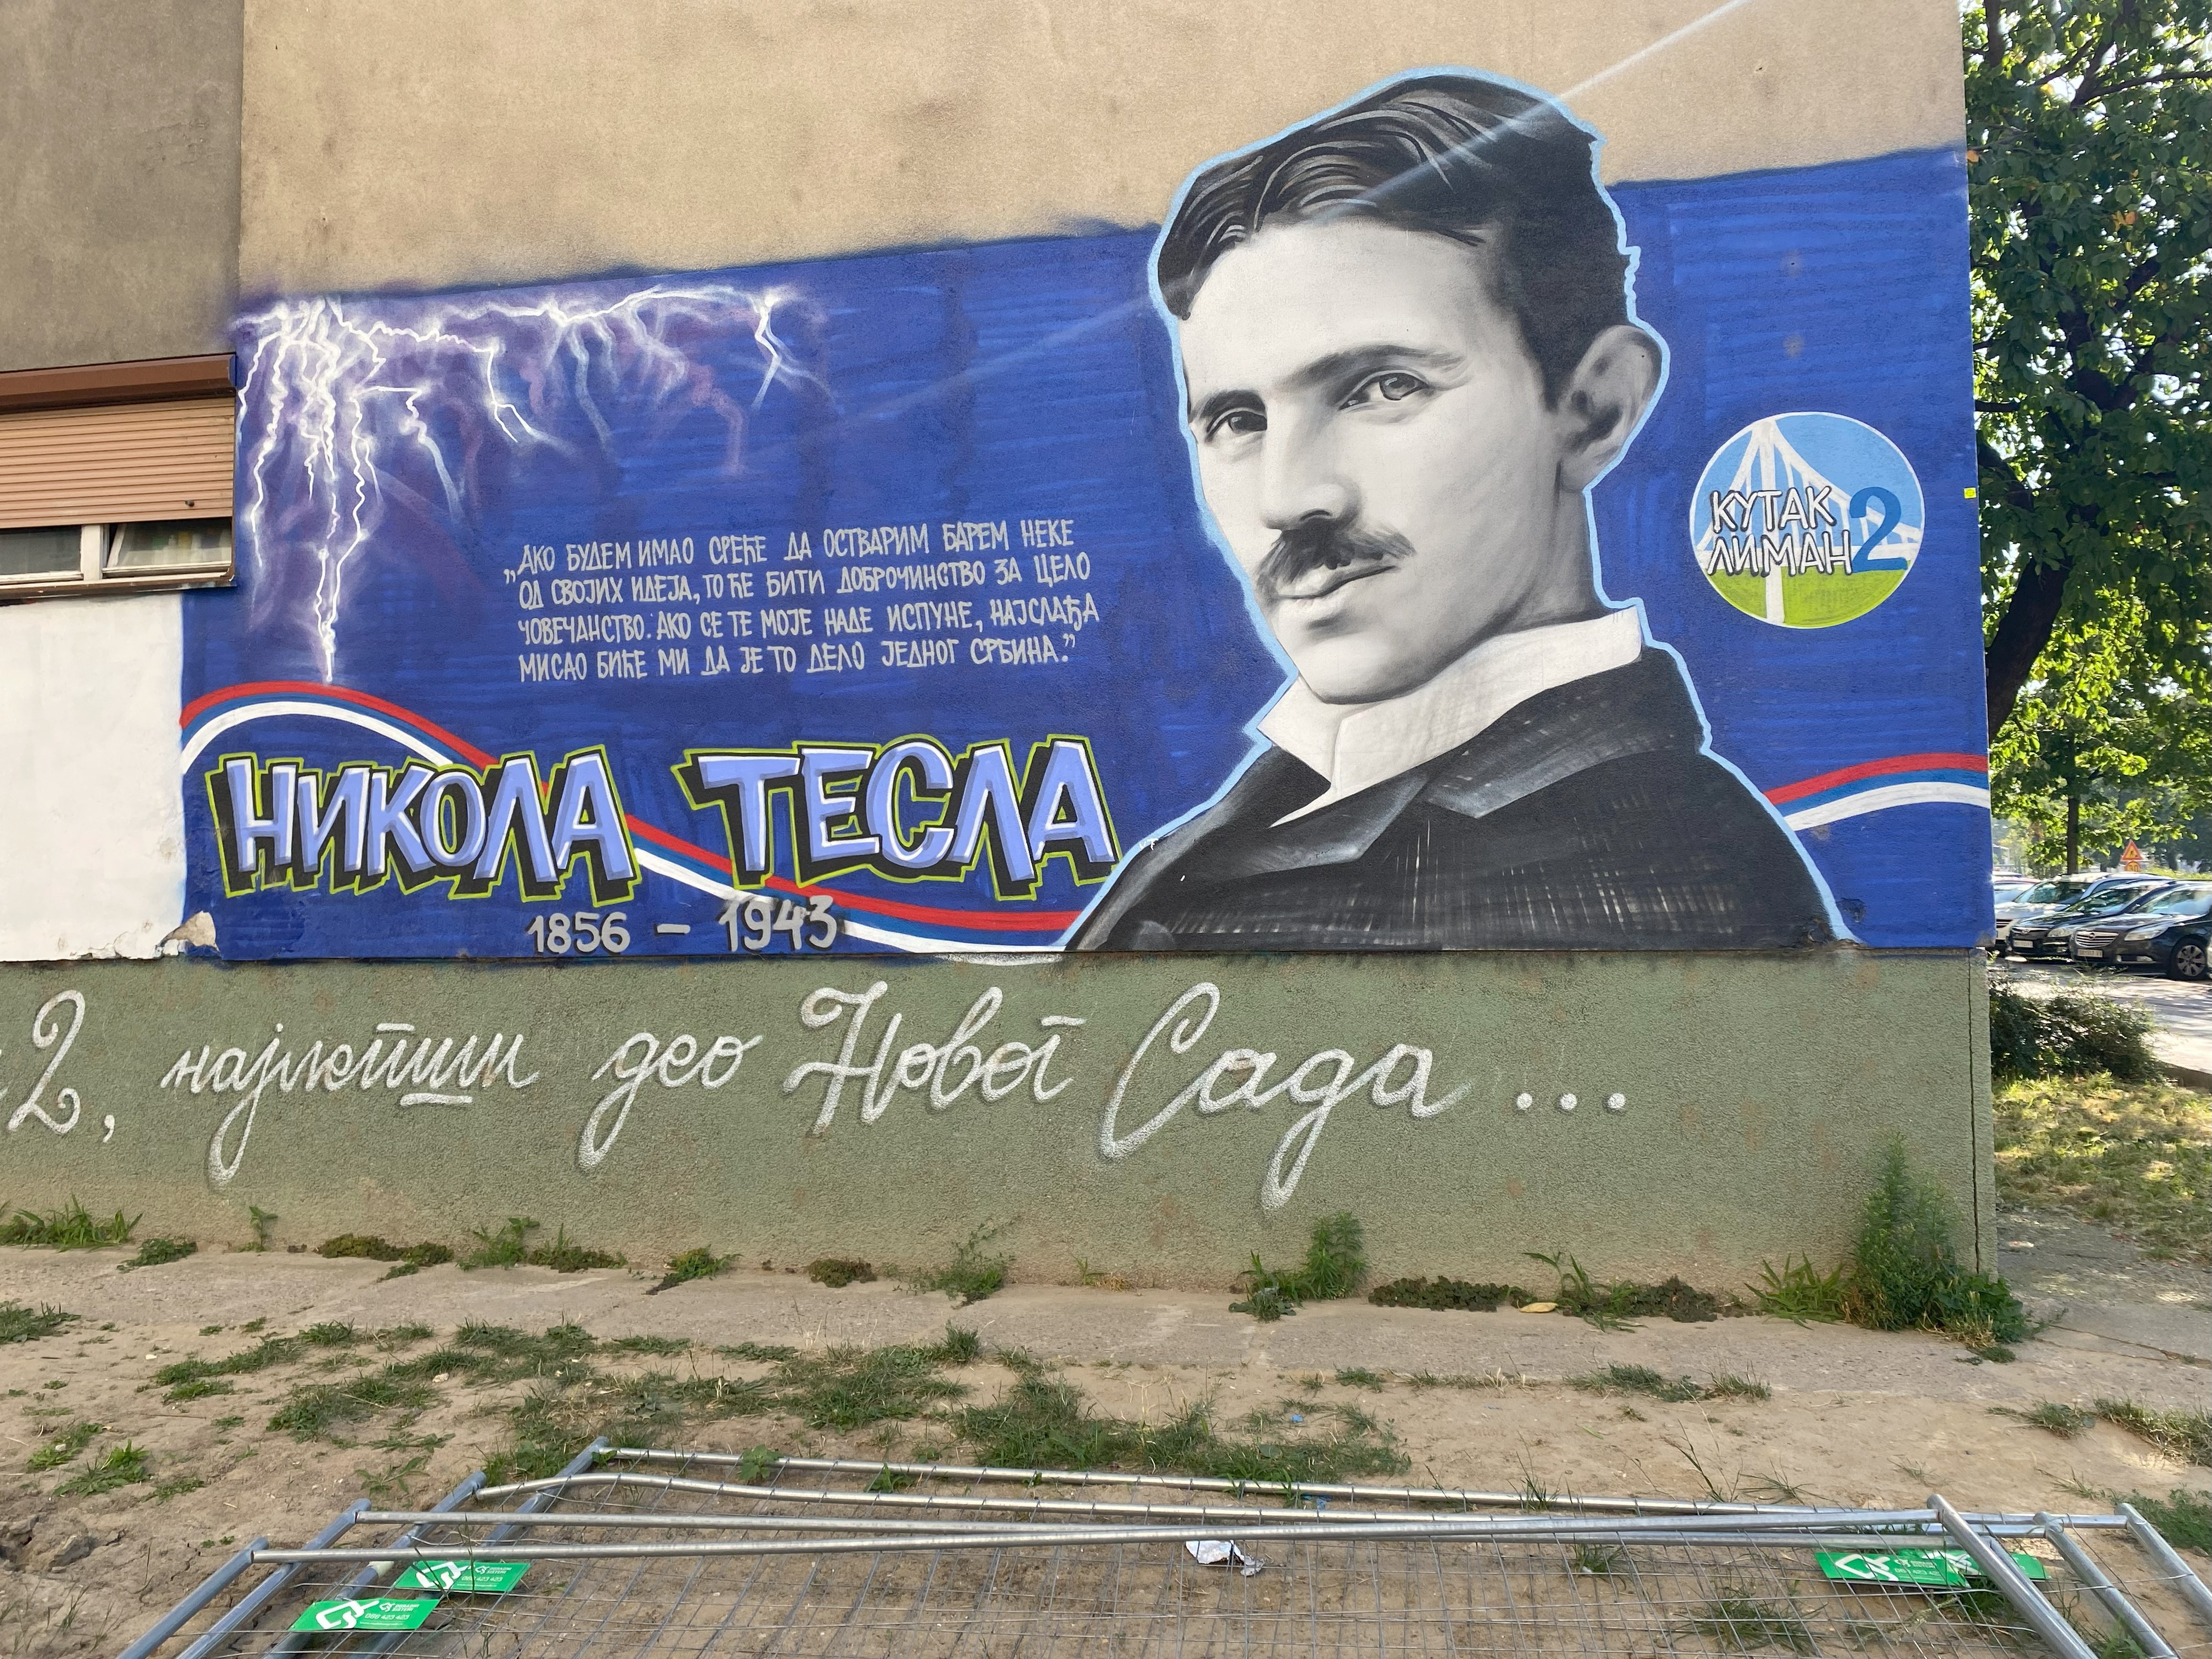 „АКО БУДЕМ ИМАО СРЕЋЕ ДА ОСТВАРИМ БАРЕМ НЕКЕ
ОД СВОЈИХ ИДЕЈА, ТО ЋЕ БИТИ ДОБРОЧИНСТВО ЗА ЦЕЛО
ЧОВЕЧАНСТВО. АКО СЕ ТЕ МОЈЕ НАДЕ ИСПУНЕ, НАЈСЛАЂА
МИСАО БИЋЕ МИ ДА ЈЕ ТО ДЕЛО ЈЕДНОГ СРБИНА.”
НИКОЛА ТЕСЛА
1856 – 1943
КУТАК
ЛИМАН 2
2, најлепши део Новог Сада ...